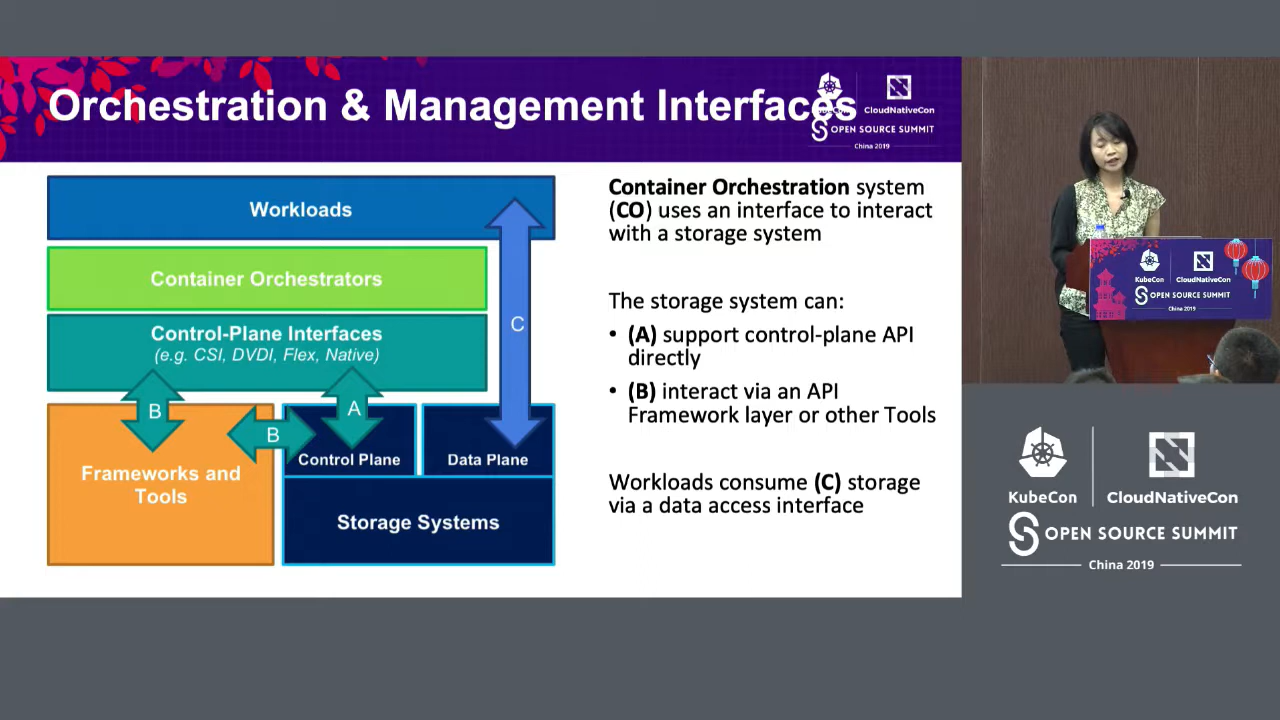 Orchestration & Management Interfaces
KubeCon
CloudNativeCon
OPEN SOURCE SUMMIT
China 2019
Workloads
Container Orchestrators
Control-Plane Interfaces
(e.g. CSI, DVDI, Flex, Native)
C
B
A
B
Frameworks and
Tools
Control Plane
Data Plane
Storage Systems
Container Orchestration system
(CO) uses an interface to interact
with a storage system
The storage system can:
• (A) support control-plane API
directly
• (B) interact via an API
Framework layer or other Tools
Workloads consume (C) storage
via a data access interface
KubeCon
CloudNativeCon
OPEN SOURCE SUMMIT
China 2019
KubeCon
CloudNativeCon
OPEN SOURCE SUMMIT
China 2019